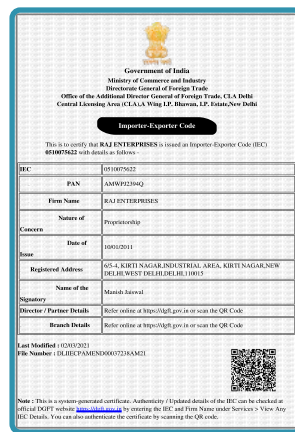 Government of India
Ministry of Commerce and Industry
Directorate General of Foreign Trade
Office of the Additional Director General of Foreign Trade, CLA Delhi
Central Licensing Area (CLA),A Wing I.P. Bhawan, I.P. Estate,New Delhi
Importer-Exporter Code
This is to certify that RAJ ENTERPRISES is issued an Importer-Exporter Code (IEC)
0510075622 with details as follows -
IEC 0510075622
PAN AMWPJ2394Q
Firm Name RAJ ENTERPRISES
Nature of
Concern Proprietorship
Date of
Issue 10/01/2011
Registered Address 6/5-4, KIRTI NAGAR,INDUSTRIAL AREA, KIRTI NAGAR,NEW
DELHI,WEST DELHI,DELHI,110015
Name of the
Signatory Manish Jaiswal
Director / Partner Details Refer online at https://dgft.gov.in or scan the QR Code
Branch Details Refer online at https://dgft.gov.in or scan the QR Code
Last Modified : 02/03/2021
File Number : DLIIECPAMEND00037238AM21
Note : This is a system-generated certificate. Authenticity / Updated details of the IEC can be checked at
official DGFT website https://dgft.gov.in by entering the IEC and Firm Name under Services > View Any
IEC Details. You can also authenticate the certificate by scanning the QR code.